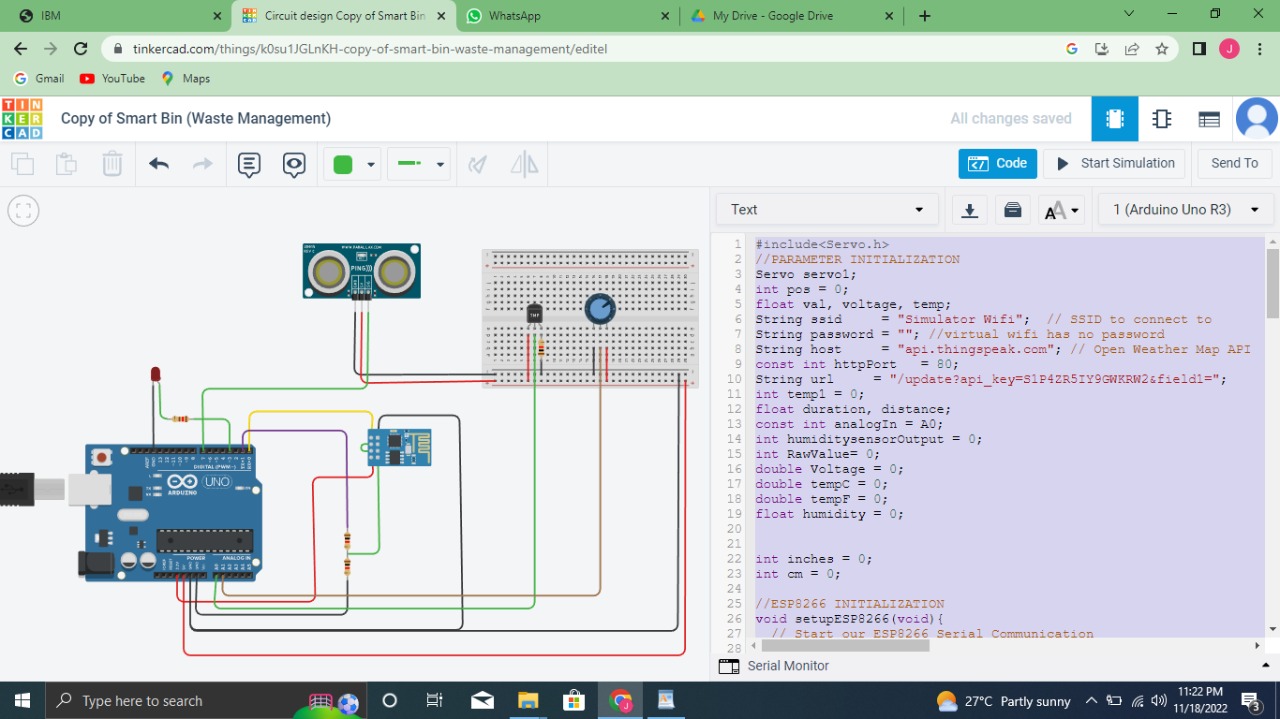 IBM
Circuit design Copy of Smart Bin
WhatsApp
My Drive - Google Drive
tinkercad.com/things/k0su1JGLnKH-copy-of-smart-bin-waste-management/editel
Gmail
YouTube
Maps
TIN
KER
CAD
Copy of Smart Bin (Waste Management)
All changes saved
Code
Start Simulation
Send To
Text
1 (Arduino Uno R3)
1 #include<Servo.h>
2 //PARAMETER INITIALIZATION
3 Servo servo1;
4 int pos = 0;
5 float val, voltage, temp;
6 String ssid     = "Simulator Wifi";  // SSID to connect to
7 String password = ""; //virtual wifi has no password
8 String host     = "api.thingspeak.com"; // Open Weather Map API
9 const int httpPort   = 80;
10 String url     = "/update?api_key=S1P4ZR5IY9GWKRW2&field1=";
11 int temp1 = 0;
12 float duration, distance;
13 const int analogIn = A0;
14 int humiditysensorOutput = 0;
15 int RawValue= 0;
16 double Voltage = 0;
17 double tempC = 0;
18 double tempF = 0;
19 float humidity = 0;
20
21
22 int inches = 0;
23 int cm = 0;
24
25 //ESP8266 INITIALIZATION
26 void setupESP8266(void){
27   // Start our ESP8266 Serial Communication
28
WWW.PARALLAX.COM
PING)))
TMP
DIGITAL (PWM~)
UNO
ARDUINO
POWER
ANALOG IN
Serial Monitor
Type here to search
27°C Partly sunny
11:22 PM
11/18/2022
3